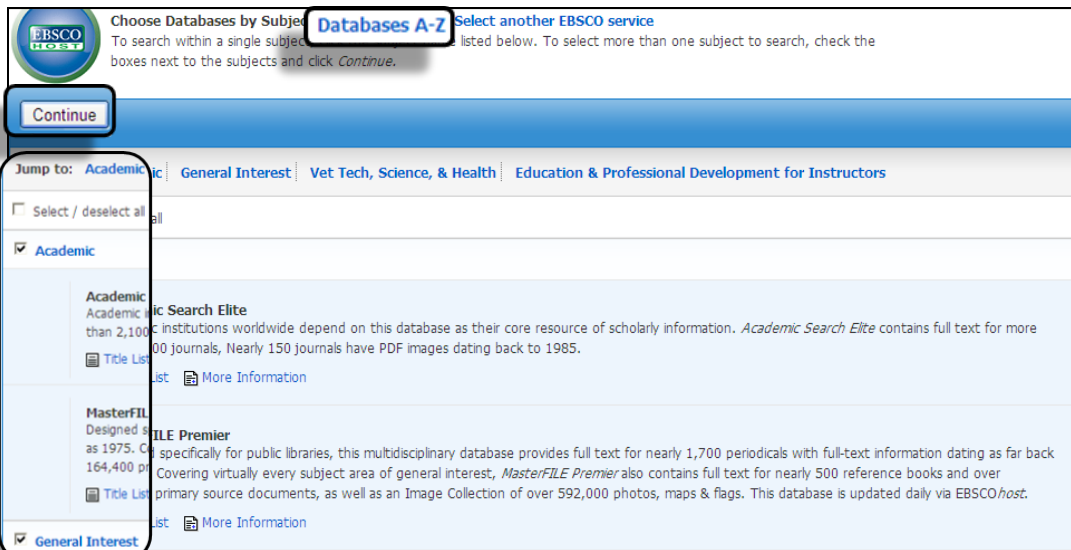 EBSCO
HOST
Choose Databases by Subjec Databases A-Z Select another EBSCO service
To search within a single subject listed below. To select more than one subject to search, check the
boxes next to the subjects and click Continue.
Continue
Jump to: Academic
General Interest Vet Tech, Science, & Health Education & Professional Development for Instructors
Select / deselect all
all
Academic
Academic
Academic
than 2,100
Title List
ic Search Elite
c institutions worldwide depend on this database as their core resource of scholarly information. Academic Search Elite contains full text for more
00 journals, Nearly 150 journals have PDF images dating back to 1985.
List More Information
MasterFIL
Designed s
as 1975. C
164,400 pr
Title List
FILE Premier
d specifically for public libraries, this multidisciplinary database provides full text for nearly 1,700 periodicals with full-text information dating as far back
Covering virtually every subject area of general interest, MasterFILE Premier also contains full text for nearly 500 reference books and over
primary source documents, as well as an Image Collection of over 592,000 photos, maps & flags. This database is updated daily via EBSCOhost.
List More Information
General Interest